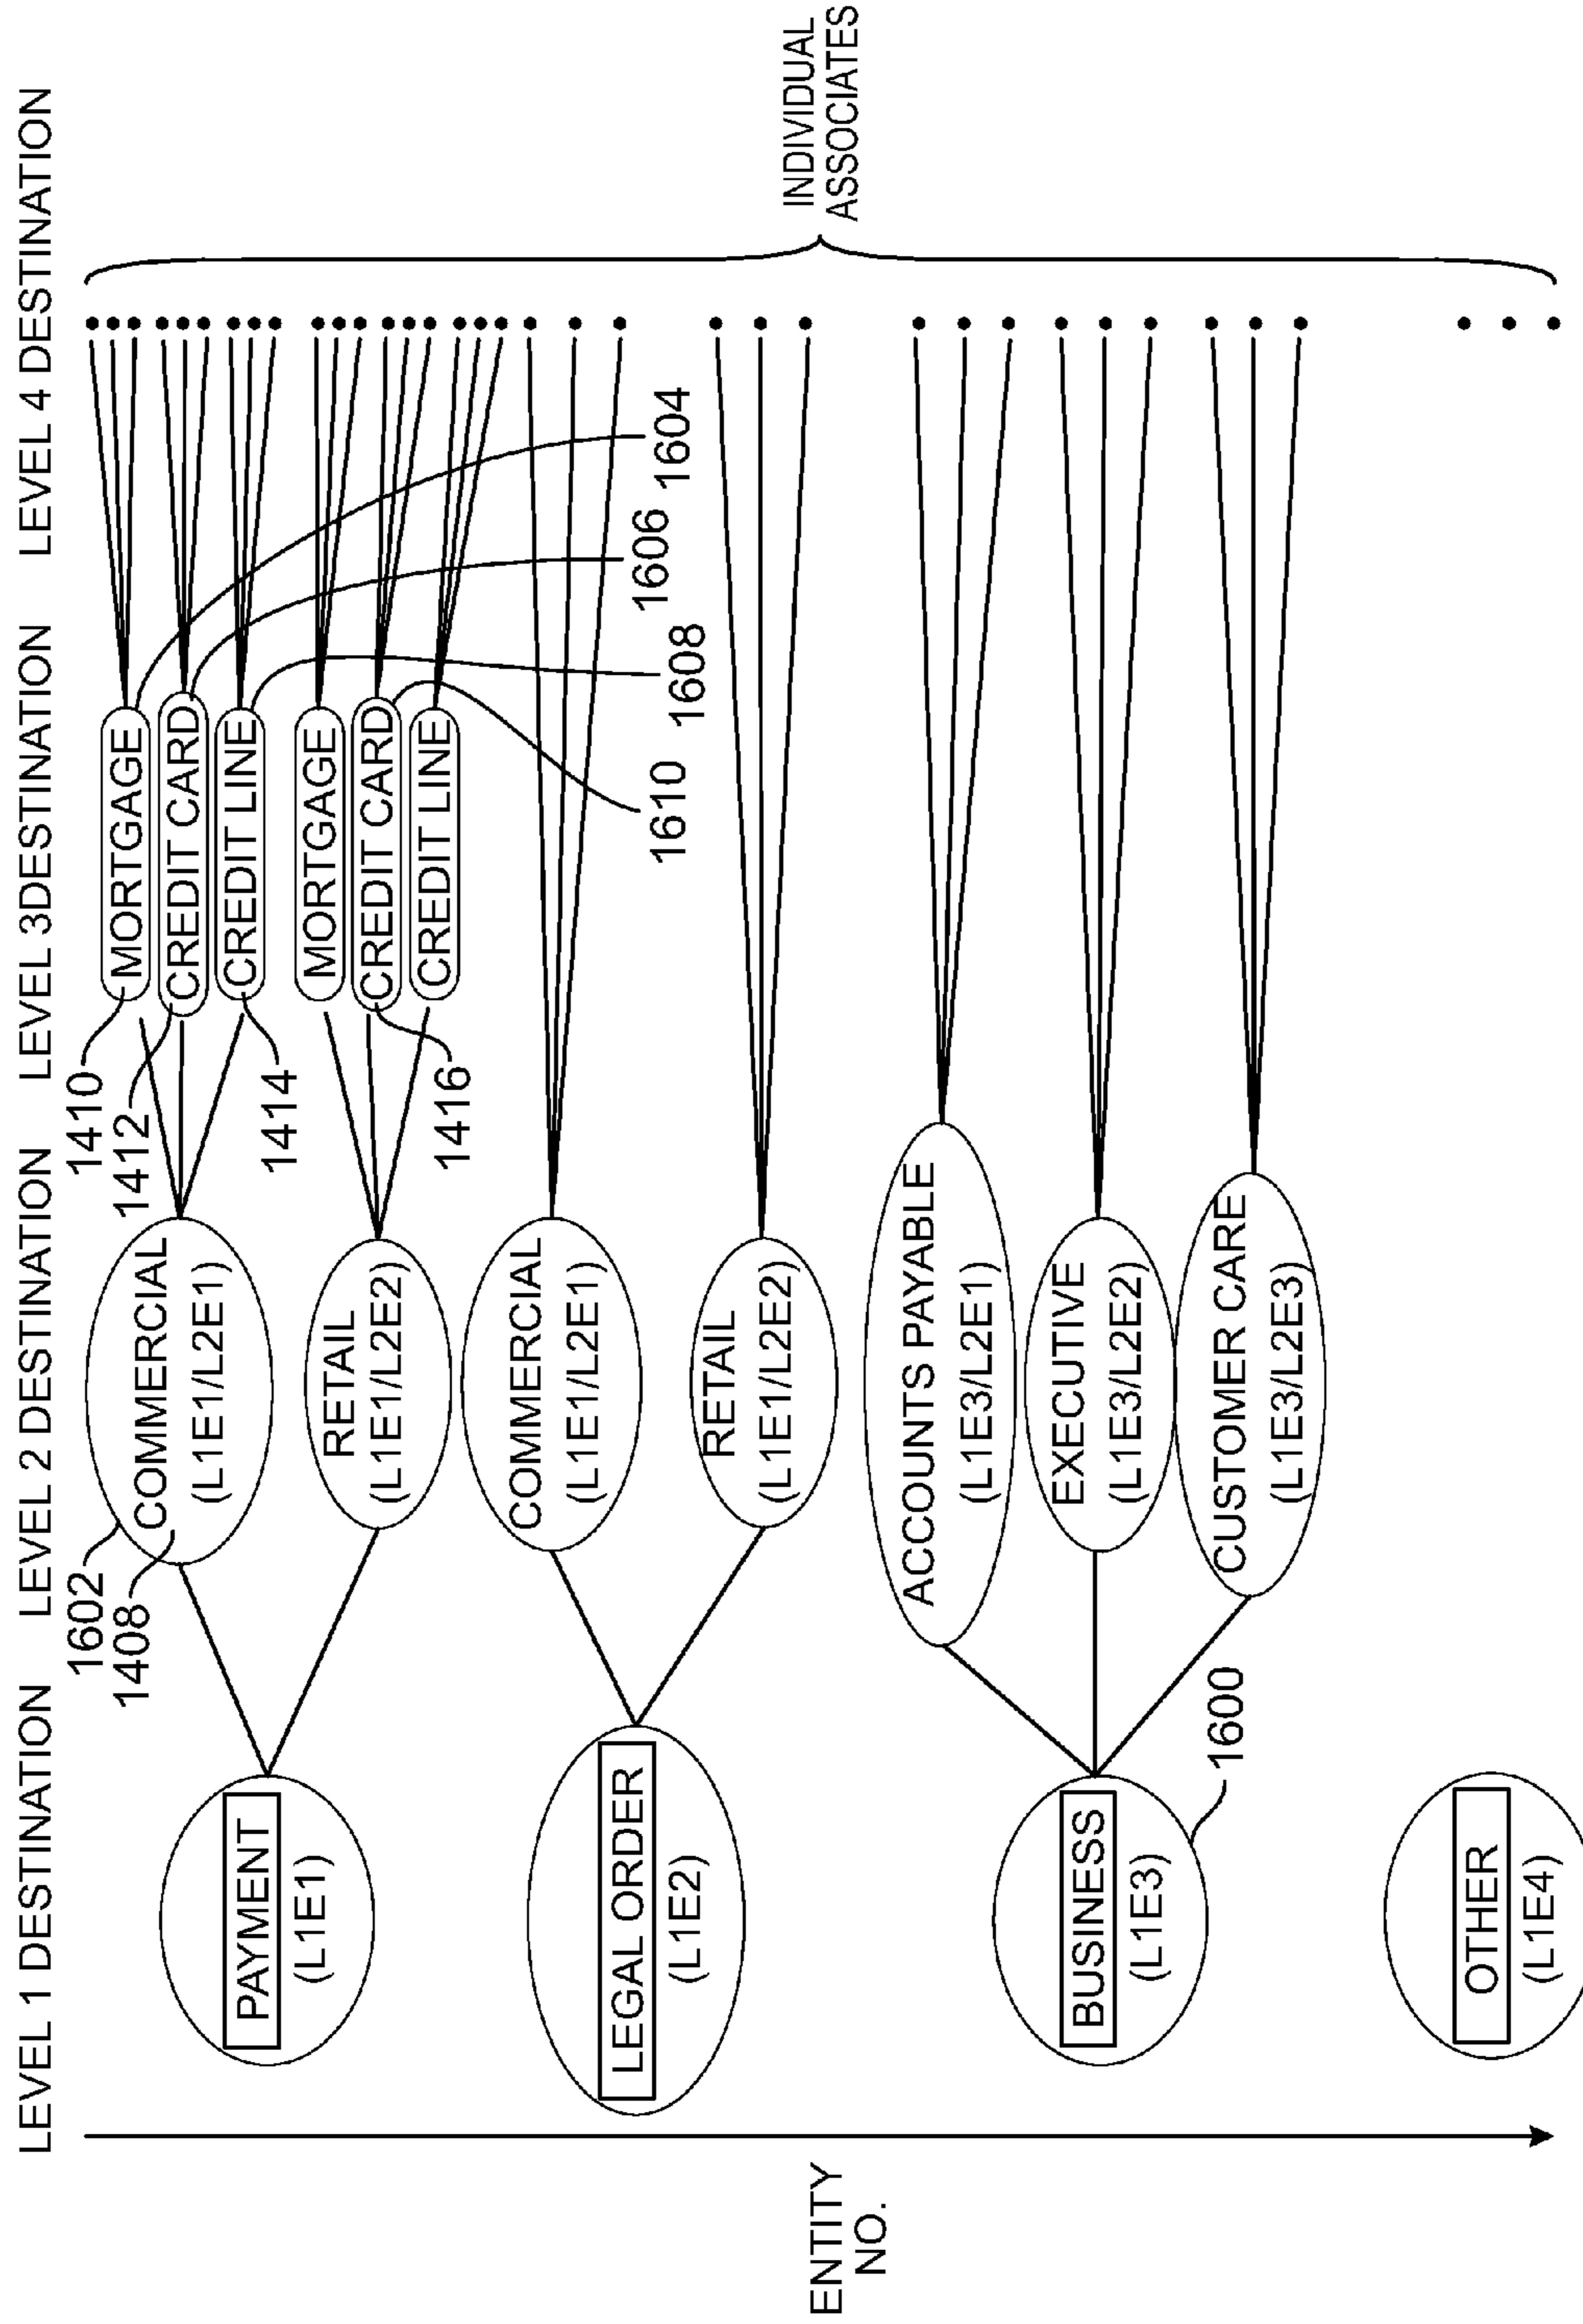 LEVEL 1 DESTINATION
LEVEL 2 DESTINATION
LEVEL 3DESTINATION
LEVEL 4 DESTINATION
ENTITY
NO.
PAYMENT
(L1E1)
LEGAL ORDER
(L1E2)
BUSINESS
(L1E3)
1600
OTHER
(L1E4)
1602
1408
COMMERCIAL
(L1E1/L2E1)
RETAIL
(L1E1/L2E2)
COMMERCIAL
(L1E1/L2E1)
RETAIL
(L1E1/L2E2)
ACCOUNTS PAYABLE
(L1E3/L2E1)
EXECUTIVE
(L1E3/L2E2)
CUSTOMER CARE
(L1E3/L2E3)
1410
1412
1414
1416
MORTGAGE
CREDIT CARD
CREDIT LINE
MORTGAGE
CREDIT CARD
CREDIT LINE
1610
1608
1606
1604
INDIVIDUAL
ASSOCIATES